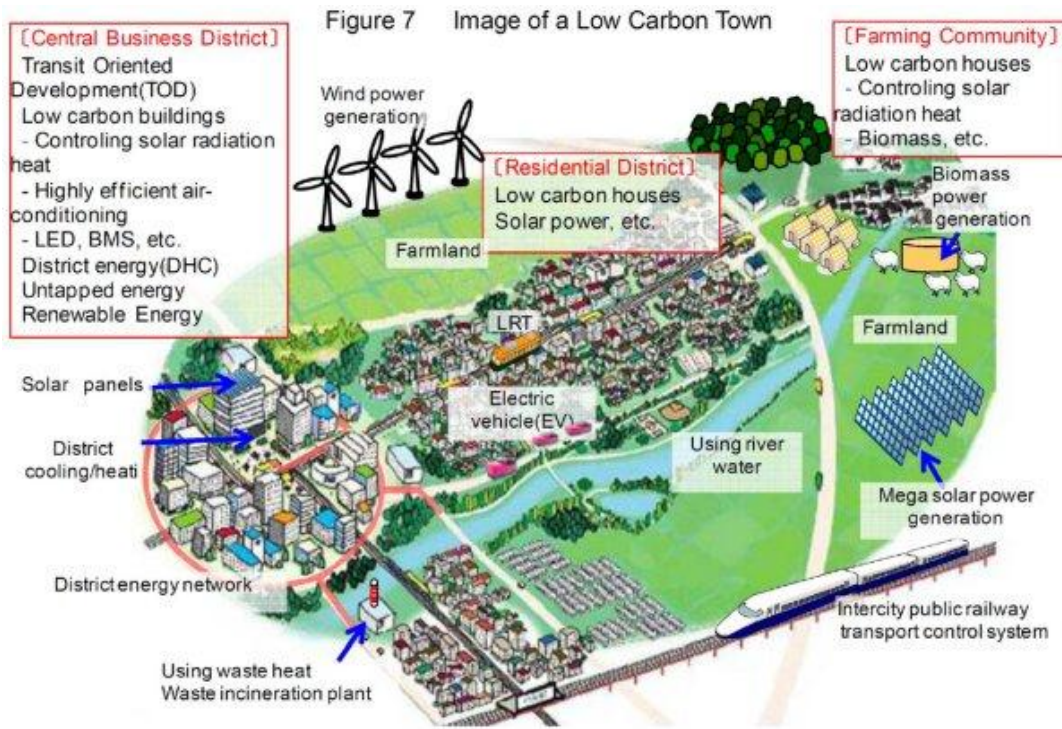 Figure 7 Image of a Low Carbon Town
［Central Business District］
Transit Oriented
Development(TOD)
Low carbon buildings
- Controling solar radiation
heat
- Highly efficient air-
conditioning
- LED, BMS, etc.
District energy(DHC)
Untapped energy
Renewable Energy
Wind power
generation
［Residential District］
Low carbon houses
Solar power, etc.
［Farming Community］
Low carbon houses
- Controling solar
radiation heat
- Biomass, etc.
Biomass
power
generation
Farmland
LRT
Farmland
Solar panels
Electric
vehicle(EV)
District
cooling/heati
Using river
water
Mega solar power
generation
District energy network
Intercity public railway
transport control system
Using waste heat
Waste incineration plant